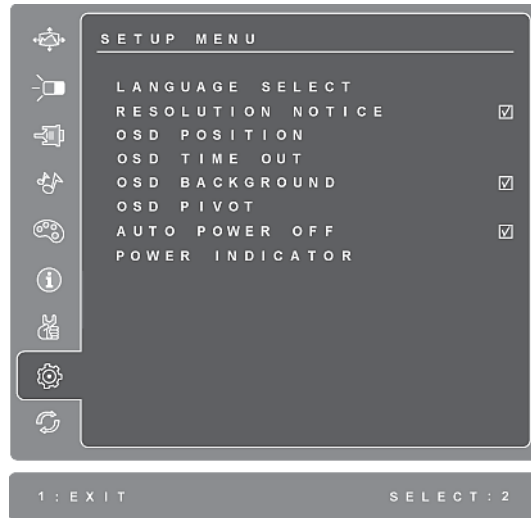 SETUP MENU
LANGUAGE SELECT
RESOLUTION NOTICE
OSD POSITION
OSD TIME OUT
OSD BACKGROUND
OSD PIVOT
AUTO POWER OFF
POWER INDICATOR
1:EXIT SELECT:2